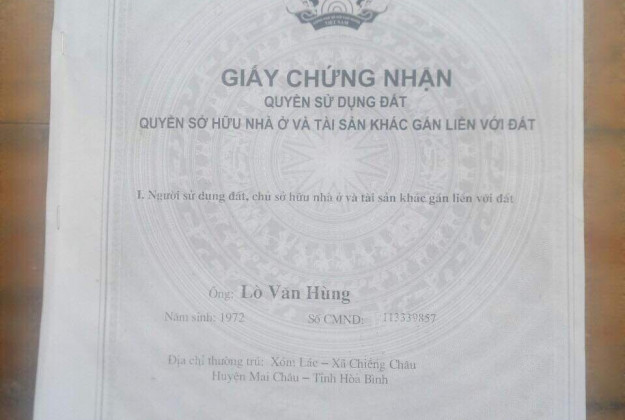 VIỆT NAM
GIẤY CHỨNG NHẬN
QUYỀN SỬ DỤNG ĐẤT
QUYỀN SỞ HỮU NHÀ Ở VÀ TÀI SẢN KHÁC GẮN LIỀN VỚI ĐẤT
I. Người sử dụng đất, chủ sở hữu nhà ở và tài sản khác gắn liền với đất
Ông: Lò Văn Hùng
Năm sinh: 1972 Số CMND: 113339857
Địa chỉ thường trú: Xóm Lác – Xã Chiềng Châu
Huyện Mai Châu – Tỉnh Hòa Bình